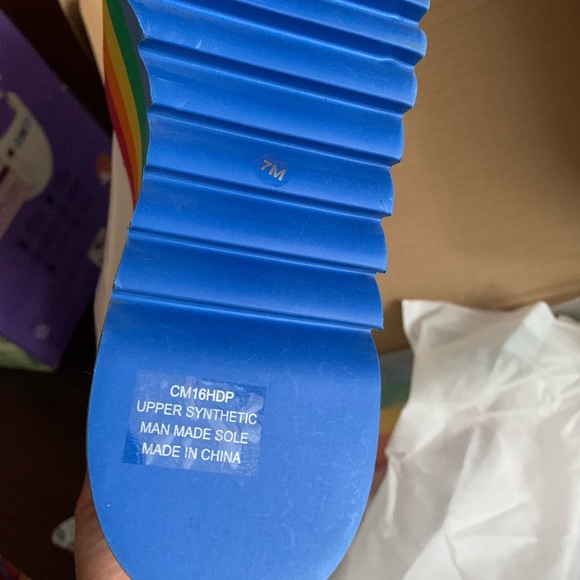 7M
CM16HDP
UPPER SYNTHETIC
MAN MADE SOLE
MADE IN CHINA